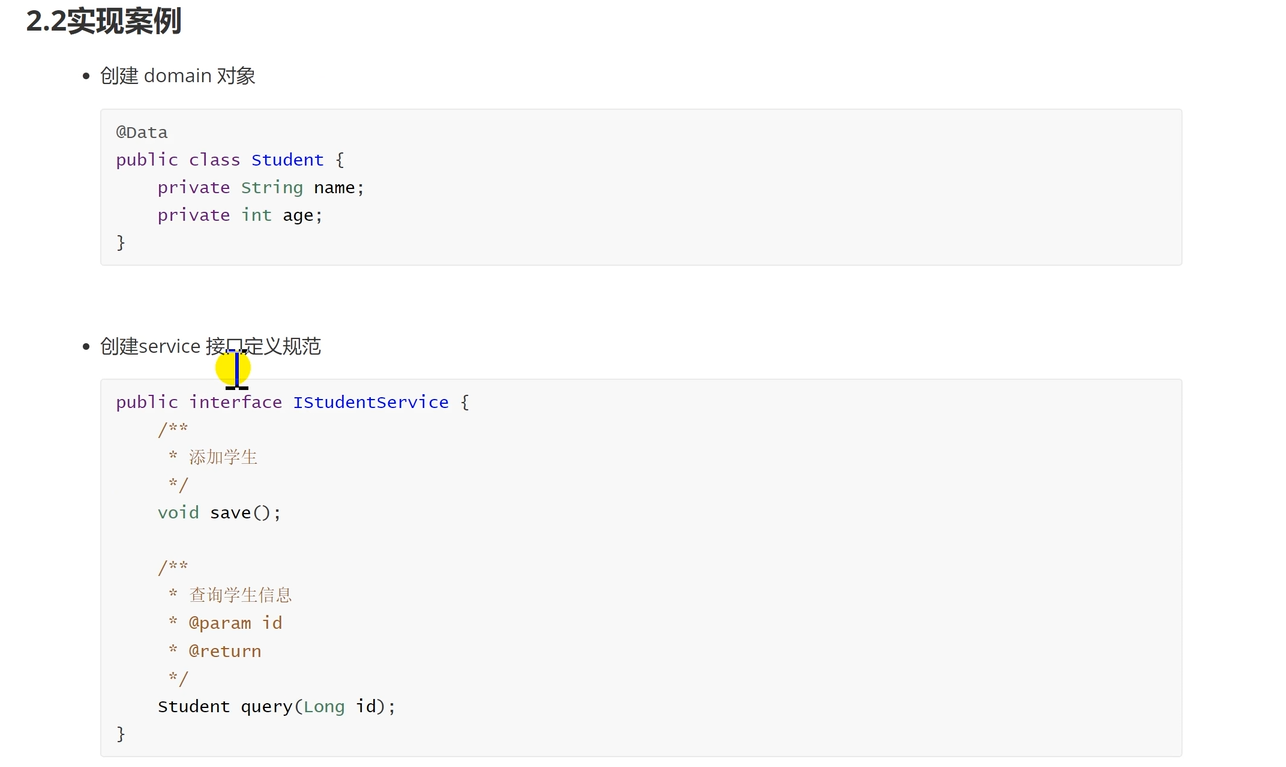 2.2实现案例
• 创建 domain 对象
@Data
public class Student {
    private String name;
    private int age;
}
• 创建service 接口定义规范
public interface IStudentService {
    /**
     * 添加学生
     */
    void save();
    /**
     * 查询学生信息
     * @param id
     * @return
     */
    Student query(Long id);
}